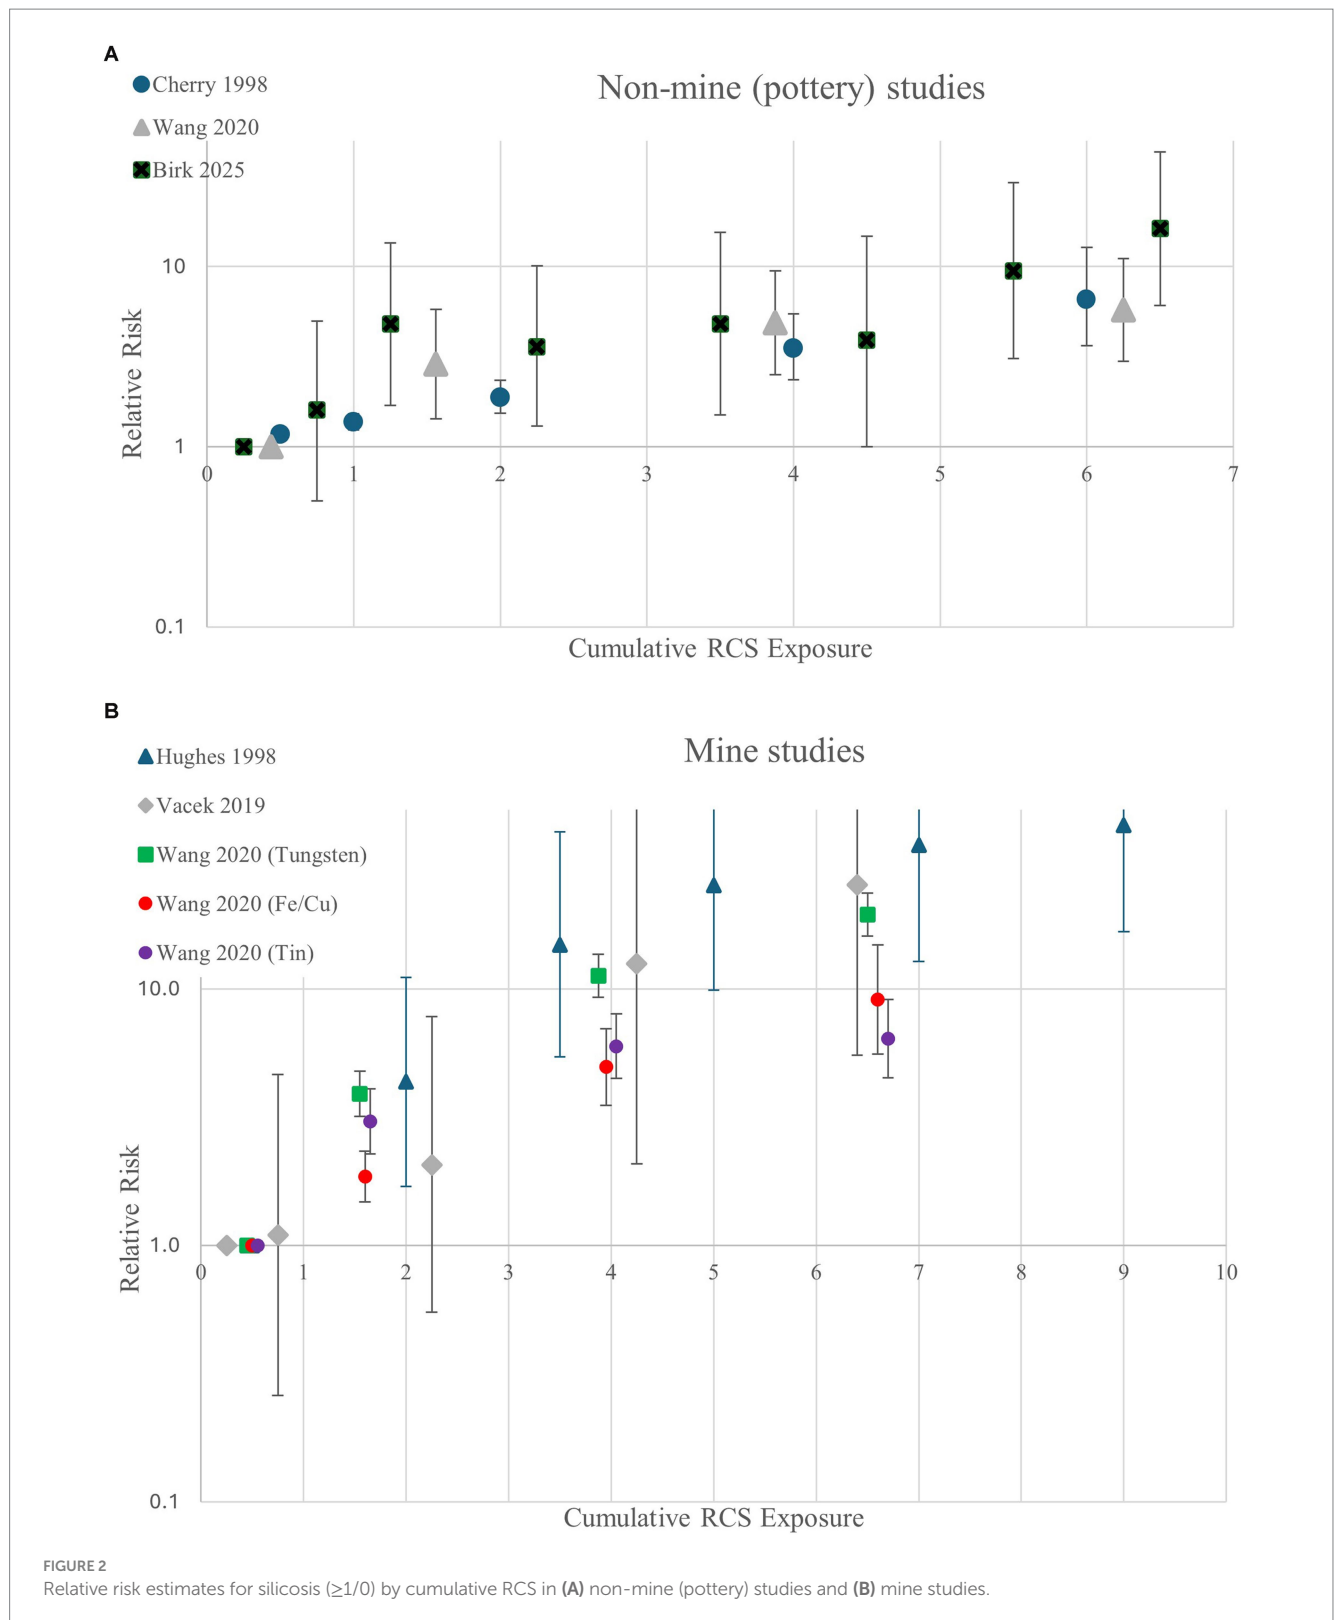 A
Cherry 1998
Non-mine (pottery) studies
Wang 2020
Birk 2025
10
Relative Risk
1
0 1 2 3 4 5 6 7
0.1
Cumulative RCS Exposure
B
Hughes 1998
Mine studies
Vacek 2019
Wang 2020 (Tungsten)
Wang 2020 (Fe/Cu)
Wang 2020 (Tin)
10.0
Relative Risk
1.0
0 1 2 3 4 5 6 7 8 9 10
0.1
Cumulative RCS Exposure
FIGURE 2
Relative risk estimates for silicosis (≥1/0) by cumulative RCS in (A) non-mine (pottery) studies and (B) mine studies.